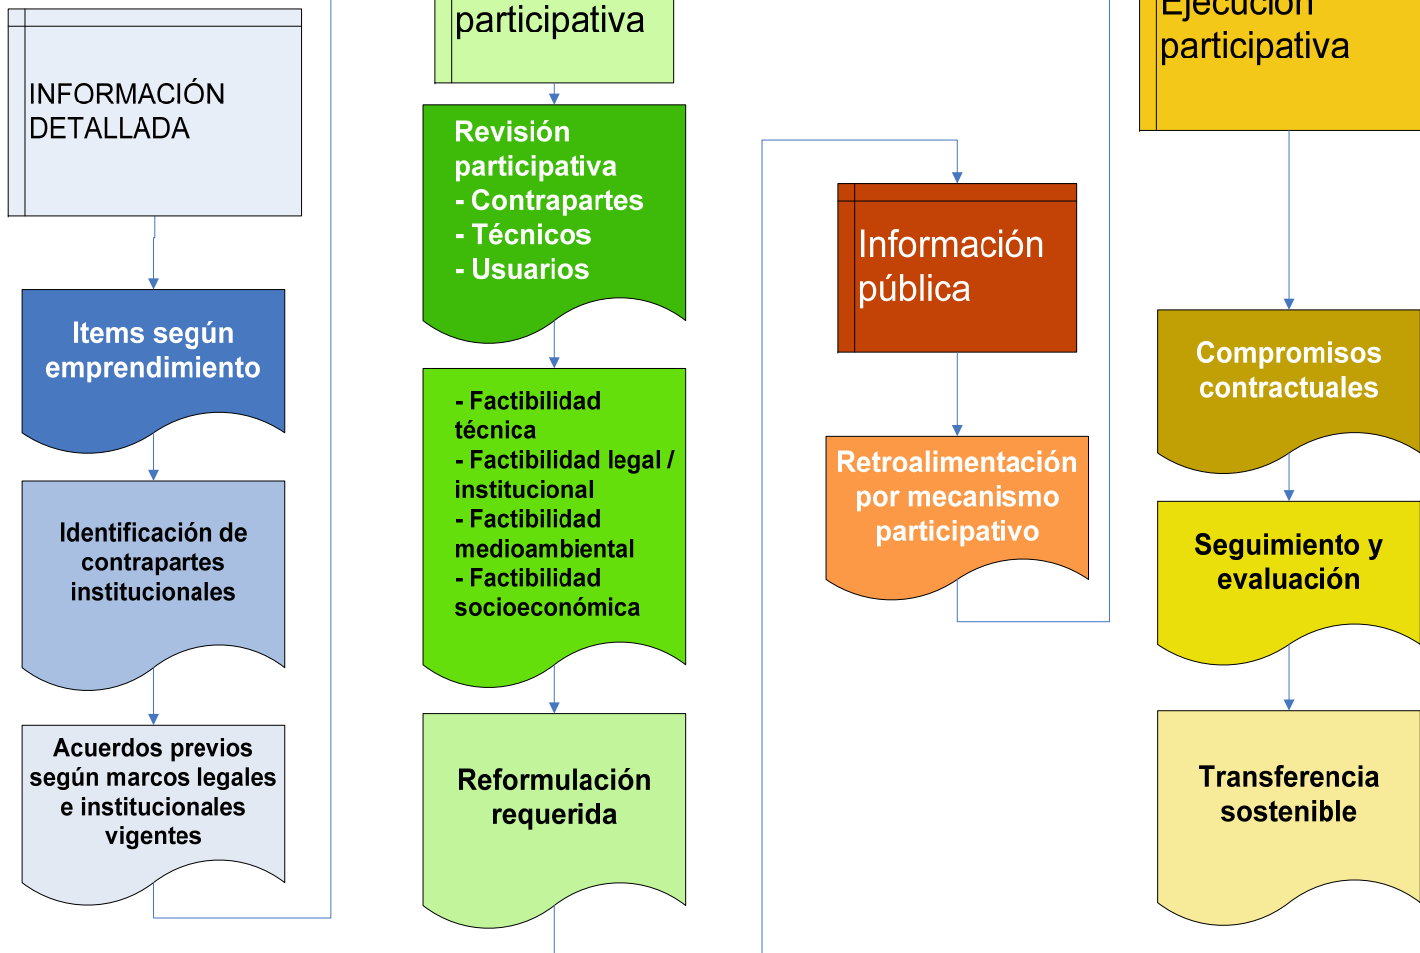 INFORMACIÓN
DETALLADA
Items según
emprendimiento
Identificación de
contrapartes
institucionales
Acuerdos previos
según marcos legales
e institucionales
vigentes
participativa
Revisión
participativa
- Contrapartes
- Técnicos
- Usuarios
- Factibilidad
técnica
- Factibilidad legal /
institucional
- Factibilidad
medioambiental
- Factibilidad
socioeconómica
Reformulación
requerida
Información
pública
Retroalimentación
por mecanismo
participativo
Ejecución
participativa
Compromisos
contractuales
Seguimiento y
evaluación
Transferencia
sostenible